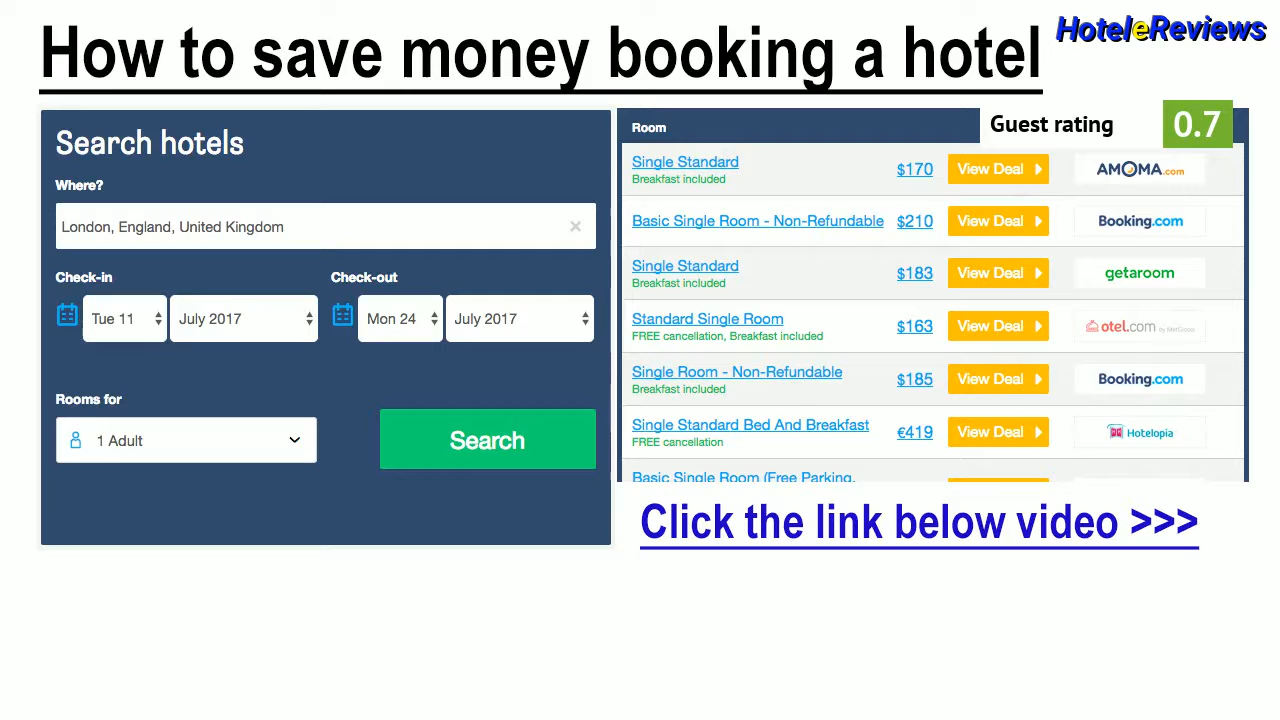 How to save money booking a hotel
HoteleReviews
Search hotels
Where?
London, England, United Kingdom
Check-in
Check-out
Tue 11
July 2017
Mon 24
July 2017
Rooms for
1 Adult
Search
Room
Guest rating
0.7
Single Standard
Breakfast included
$170
View Deal
AMOMA.com
Basic Single Room - Non-Refundable
$210
View Deal
Booking.com
Single Standard
Breakfast included
$183
View Deal
getaroom
Standard Single Room
FREE cancellation, Breakfast included
$163
View Deal
otel.com by MetGlobal
Single Room - Non-Refundable
Breakfast included
$185
View Deal
Booking.com
Single Standard Bed And Breakfast
FREE cancellation
€419
View Deal
Hotelopia
Basic Single Room (Free Parking,
Click the link below video >>>